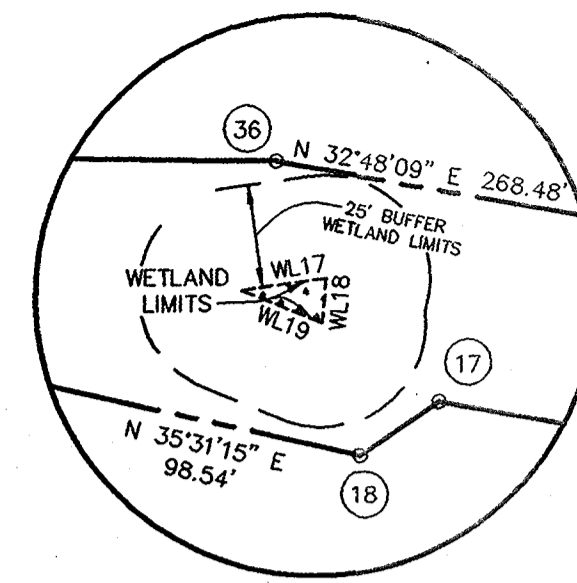 36
N 32°48'09" E 268.48'
25' BUFFER
WETLAND LIMITS
WETLAND
LIMITS
WL17
WL18
WL19
17
N 35°31'15" E
98.54'
18